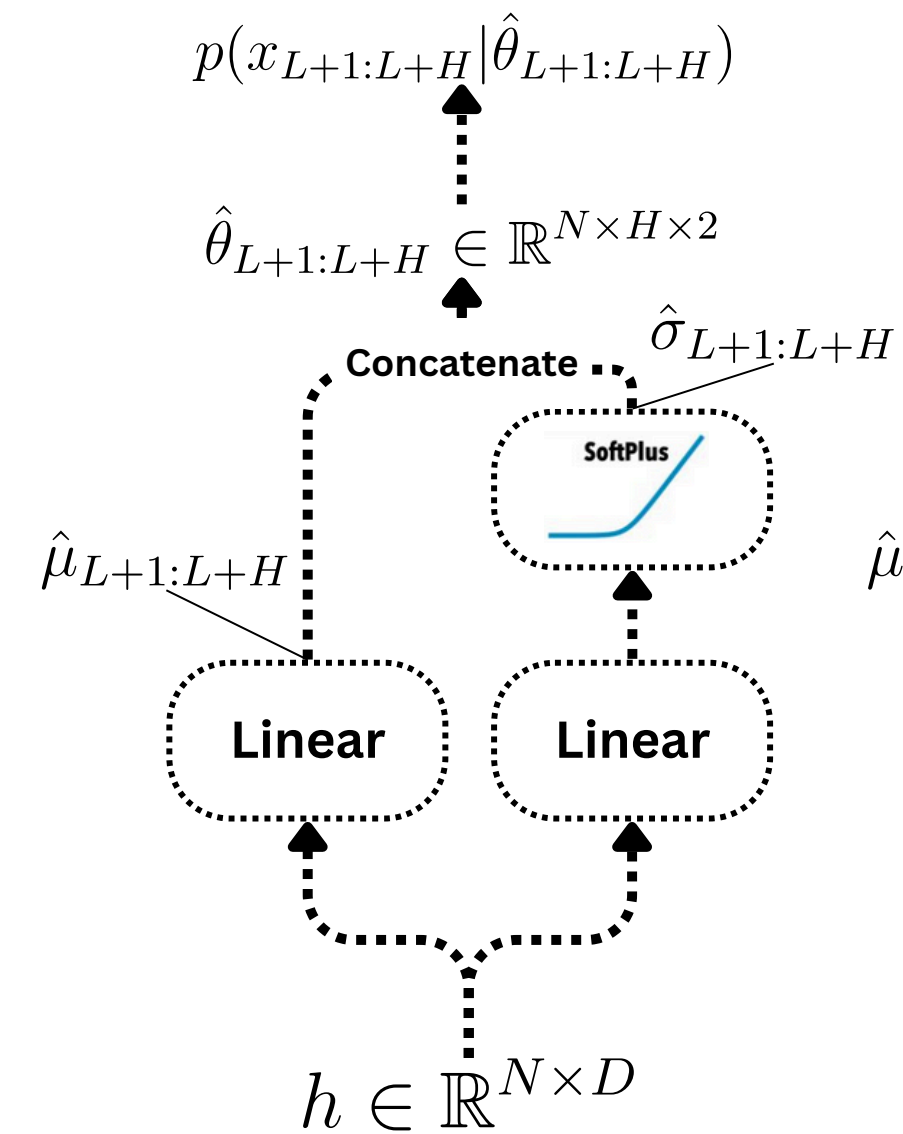 p(x_{L+1:L+H}|θ̂_{L+1:L+H})
θ̂_{L+1:L+H} ∈ ℝ^{N×H×2}
σ̂_{L+1:L+H}
Concatenate
SoftPlus
μ̂_{L+1:L+H}
μ̂
Linear
Linear
h ∈ ℝ^{N×D}